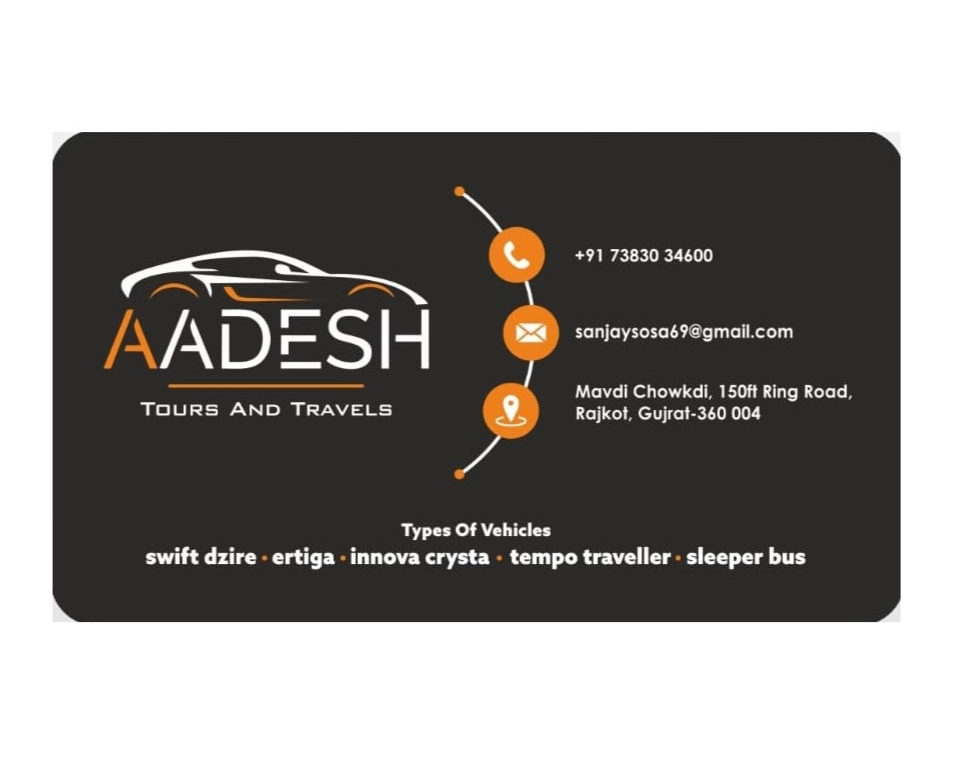 AADESH
Tours And Travels
+91 73830 34600
sanjaysosa69@gmail.com
Mavdi Chowkdi, 150ft Ring Road,
Rajkot, Gujrat-360 004
Types Of Vehicles
swift dzire • ertiga • innova crysta • tempo traveller • sleeper bus